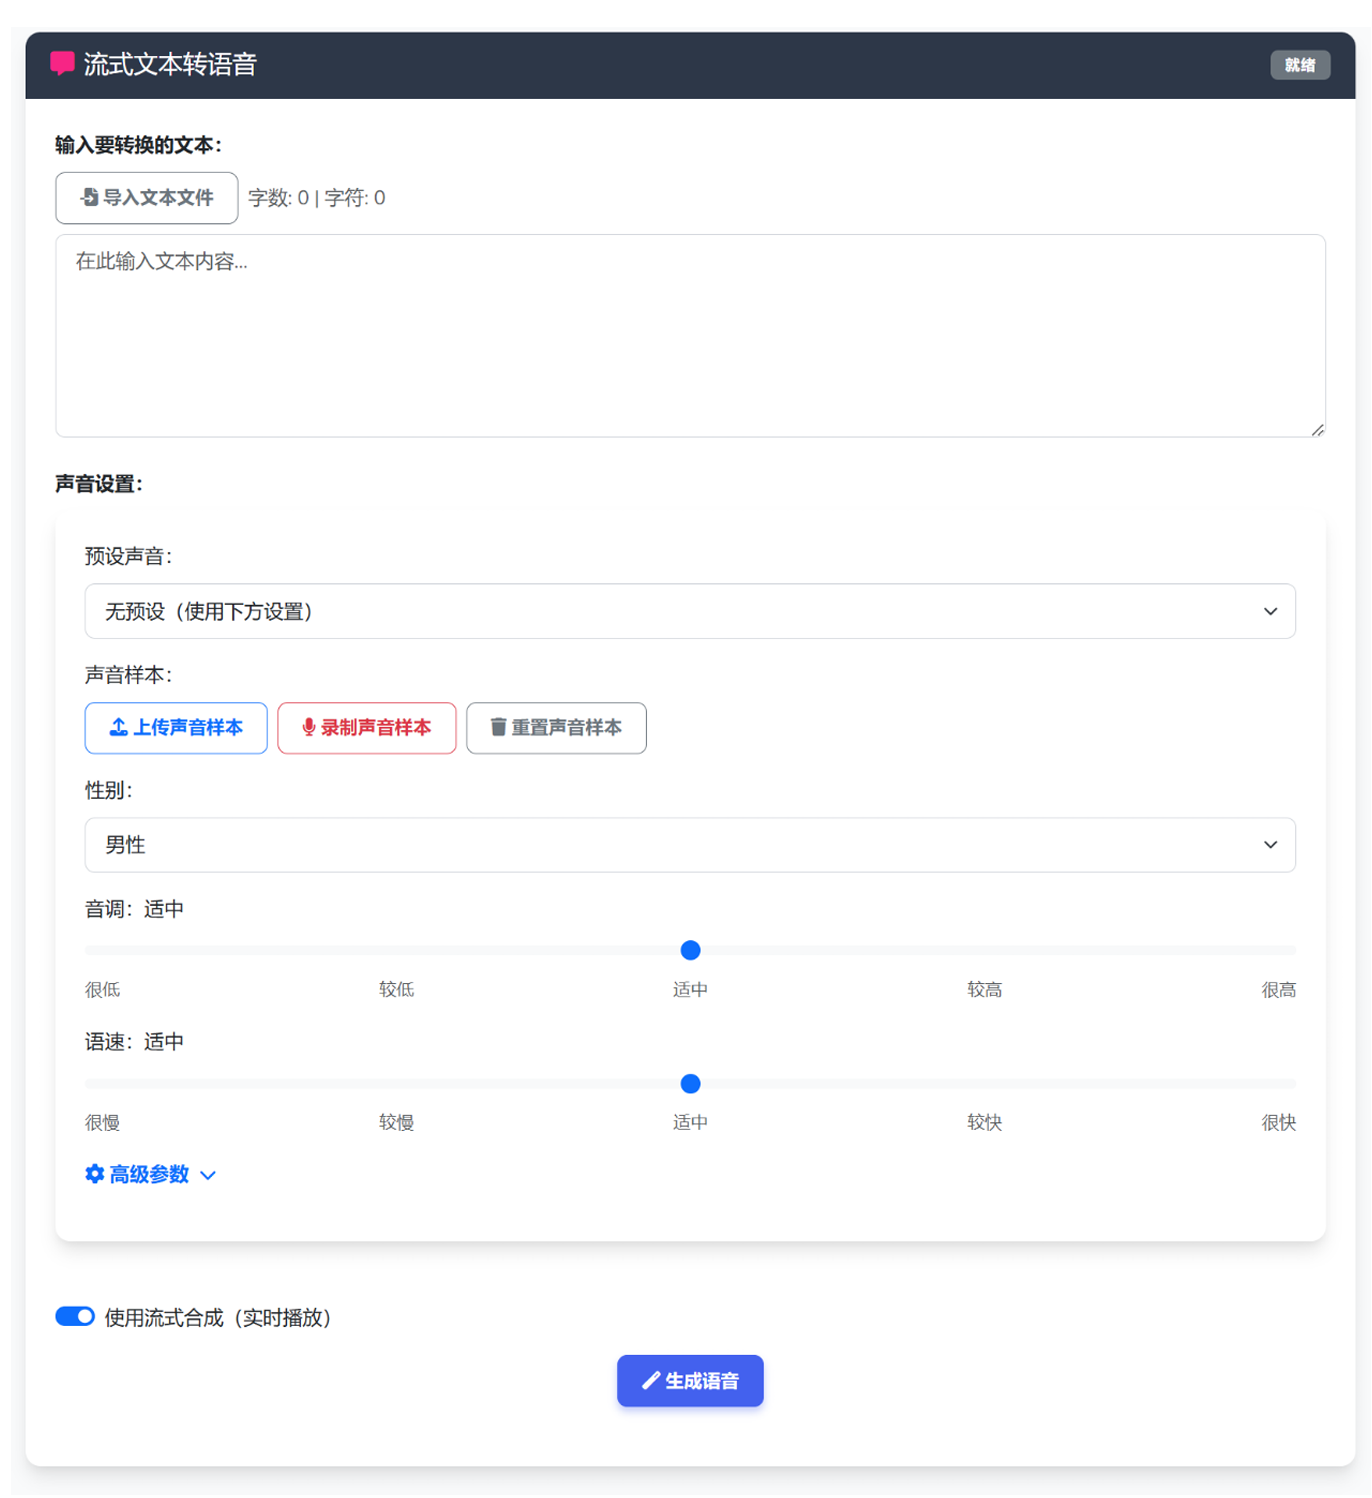 流式文本转语音
就绪
输入要转换的文本：
导入文本文件 字数: 0 | 字符: 0
在此输入文本内容...
声音设置：
预设声音：
无预设（使用下方设置）
声音样本：
上传声音样本 录制声音样本 重置声音样本
性别：
男性
音调：适中
很低 较低 适中 较高 很高
语速：适中
很慢 较慢 适中 较快 很快
高级参数
使用流式合成（实时播放）
生成语音